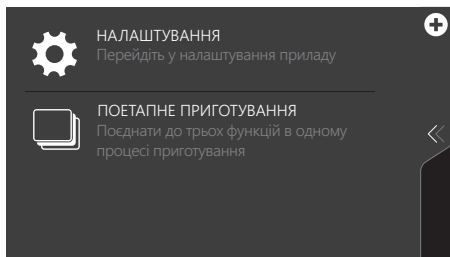 НАЛАШТУВАННЯ
Перейдіть у налаштування приладу
ПОЕТАПНЕ ПРИГОТУВАННЯ
Поєднати до трьох функцій в одному
процесі приготування